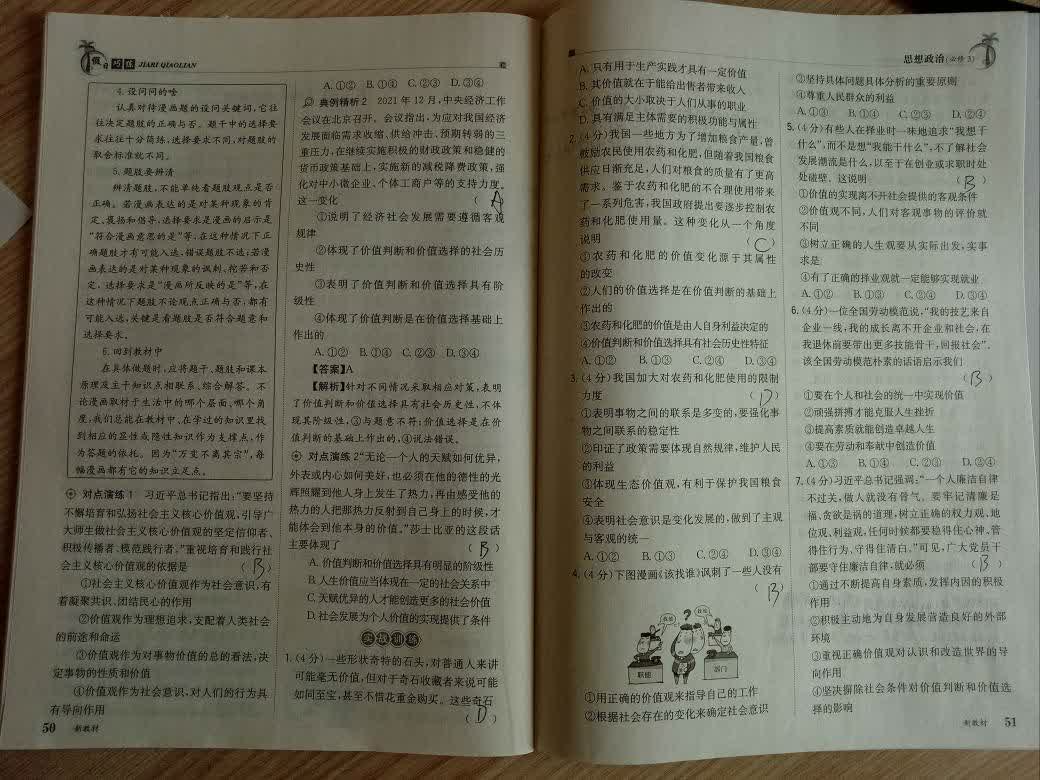 假日巧练 JIARI QIAOLIAN
4.设问问的啥
认真对待漫画题的设问关键词,它往
往决定题肢的正确与否。题干中的选择要
求往往十分简练,选择要求不同,对题肢的
取舍标准就不同。
5.题肢要辨清
辨清题肢,不能单纯看题肢观点是否
正确。若漫画表达的是对某种现象的肯
定、褒扬和倡导,选择要求是漫画的启示是
“符合漫画意思的是”等,在这种情况下正
确题肢才有可能入选,错误题肢不选;若漫
画表达的是对某种现象的讽刺、挖苦和否
定,选择要求是“漫画所反映的是”等,在
这种情况下题肢不论观点正确与否,都有
可能入选,关键是看题肢是否符合题意和
选择要求。
6.回到教材中
在具体做题时,应将题干、题肢和课本
原理及主干知识点相联系、综合解答。不
论漫画取材于生活中的哪个层面、哪个角
度,我们总能在教材中、在学过的知识里找
到相应的显性或隐性知识作为支撑点,作
为答题的依托。因为“万变不离其宗”,每
幅漫画都有它的知识立足点。
对点演练1 习近平总书记指出:“要坚持
不懈培育和弘扬社会主义核心价值观,引导广
大师生做社会主义核心价值观的坚定信仰者、
积极传播者、模范践行者。”重视培育和践行社
会主义核心价值观的依据是 ( B )
①社会主义核心价值观作为社会意识,有
着凝聚共识、团结民心的作用
②价值观作为理想追求,支配着人类社会
的前途和命运
③价值观作为对事物价值的总的看法,决
定事物的性质和价值
④价值观作为社会意识,对人们的行为具
有导向作用
50 新教材
A.①② B.①④ C.②③ D.③④
典例精析2 2021年12月,中央经济工作
会议在北京召开。会议指出,为应对我国经济
发展面临需求收缩、供给冲击、预期转弱的三
重压力,在继续实施积极的财政政策和稳健的
货币政策基础上,实施新的减税降费政策,强
化对中小微企业、个体工商户等的支持力度。
这一变化 ( A
①说明了经济社会发展需要遵循客观
规律
②体现了价值判断和价值选择的社会历
史性
③表明了价值判断和价值选择具有阶
级性
④体现了价值判断是在价值选择基础上
作出的
A.①② B.①④ C.②③ D.③④
【答案】A
【解析】针对不同情况采取相应对策,表明
了价值判断和价值选择具有社会历史性,不体
现其阶级性,③与题意不符;价值选择是在价
值判断的基础上作出的,④说法错误。
对点演练2“无论一个人的天赋如何优异,
外表或内心如何美好,也必须在他的德性的光
辉照耀到他人身上发生了热力,再由感受他的
热力的人把那热力反射到自己身上的时候,才
能体会到他本身的价值。”莎士比亚的这段话
主要体现了 ( B )
A.价值判断和价值选择具有明显的阶级性
B.人生价值应当体现在一定的社会关系中
C.天赋优异的人才能创造更多的社会价值
D.社会发展为个人价值的实现提供了条件
实战训练
1.(4分)一些形状奇特的石头,对普通人来讲
可能毫无价值,但对于奇石收藏者来说可能
如同至宝,甚至不惜花重金购买。这些奇石
( D )
思想政治(必修3)
A.只有用于生产实践才具有一定价值
B.其价值就在于能给出售者带来收入
C.价值的大小取决于人们从事的职业
D.具有满足主体需要的积极功能与属性
2.(4分)我国一些地方为了增加粮食产量,曾
鼓励农民使用农药和化肥,但随着我国粮食
供应日渐充足,人们对粮食的质量有了更高
需求。鉴于农药和化肥的不合理使用带来
了一系列危害,我国政府提出要逐步控制农
药和化肥使用量。这种变化从一个角度
说明 ( C )
①农药和化肥的价值变化源于其属性
的改变
②人们的价值选择是在价值判断的基础上
作出的
③农药和化肥的价值是由人自身利益决定的
④价值判断和价值选择具有社会历史性特征
A.①② B.①③ C.②④ D.③④
3.(4分)我国加大对农药和化肥使用的限制
力度 ( D )
①表明事物之间的联系是多变的,要强化事
物之间联系的稳定性
②印证了政策需要体现自然规律,维护人民
的利益
③体现生态价值观,有利于保护我国粮食
安全
④表明社会意识是变化发展的,做到了主观
与客观的统一
A.①② B.①③ C.②④ D.③④
4.(4分)下图漫画《该找谁》讽刺了一些人没有
( B )
?
职能
部门
①用正确的价值观来指导自己的工作
②根据社会存在的变化来确定社会意识
③坚持具体问题具体分析的重要原则
④尊重人民群众的利益
A.①③ B.①④ C.②③ D.②④
5.(4分)有些人在择业时一味地追求“我想干
什么”,而不是想“我能干什么”,不了解社会
发展潮流是什么,以至于在创业或求职时处
处碰壁。这说明 ( B )
①价值的实现离不开社会提供的客观条件
②价值观不同,人们对客观事物的评价就
不同
③树立正确的人生观要从实际出发,实事
求是
④有了正确的择业观就一定能够实现就业
A.①② B.①③ C.②④ D.③④
6.(4分)一位全国劳动模范说,“我的技艺来自
企业一线,我的成长离不开企业和社会,在
我退休前要带出更多技能骨干,回报社会”。
该全国劳动模范朴素的话语启示我们
( B )
①要在个人和社会的统一中实现价值
②顽强拼搏才能克服人生挫折
③提高素质就能创造卓越人生
④要在劳动和奉献中创造价值
A.①③ B.①④ C.②③ D.②④
7.(4分)习近平总书记强调:“一个人廉洁自律
不过关,做人就没有骨气。要牢记清廉是
福、贪欲是祸的道理,树立正确的权力观、地
位观、利益观,任何时候都要稳得住心神、管
得住行为、守得住清白。”可见,广大党员干
部要守住廉洁自律,就必须 ( B )
①通过不断提高自身素质,发挥内因的积极
作用
②积极主动地为自身发展营造良好的外部
环境
③重视正确价值观对认识和改造世界的导
向作用
④坚决摒除社会条件对价值判断和价值选
择的影响
新教材 51